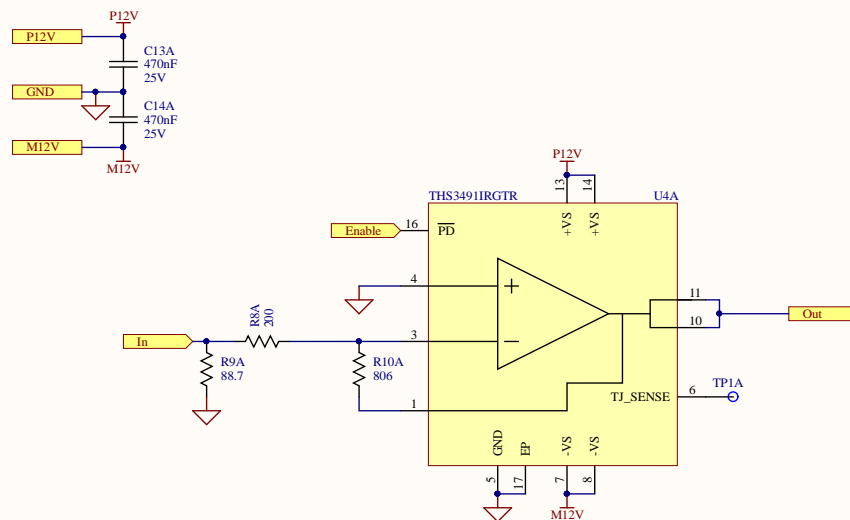 P12V
P12V
C13A
470nF
25V
GND
C14A
470nF
25V
M12V
M12V
P12V
13
14
THS3491IRGTR
U4A
+VS
+VS
Enable
16
PD
4
+
11
Out
10
In
R8A
200
3
−
R9A
88.7
R10A
806
1
TJ_SENSE
6
TP1A
GND
EP
-VS
-VS
5
17
7
8
M12V